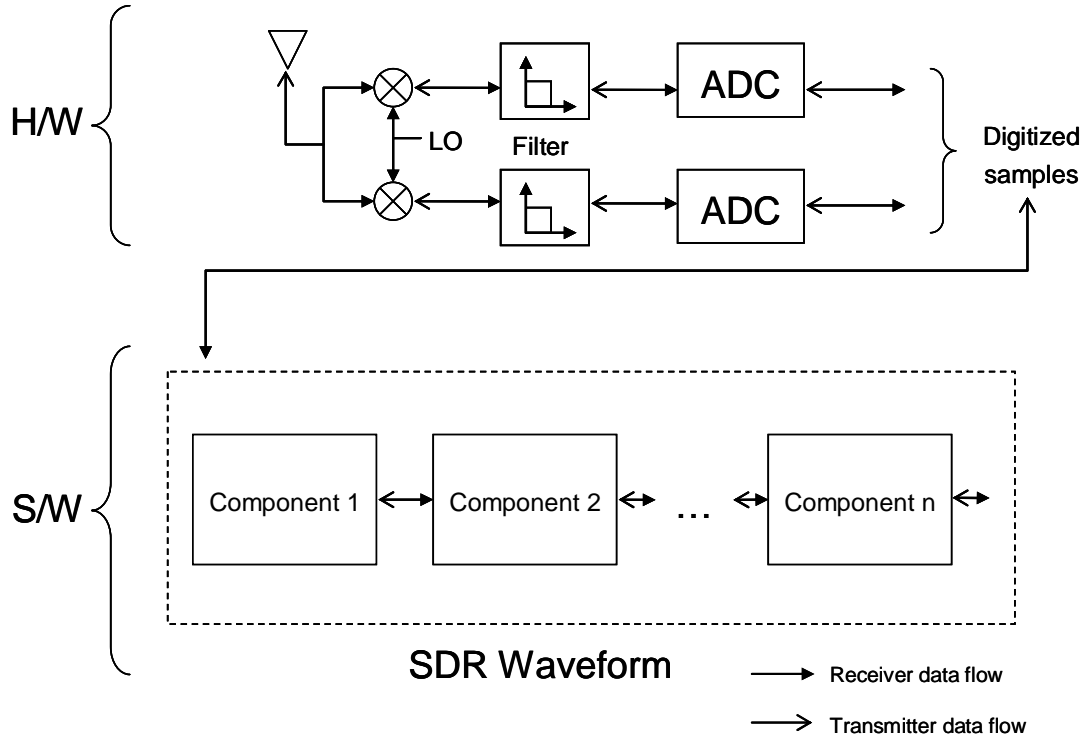 H/W
ADC
LO
Filter
ADC
Digitized
samples
S/W
Component 1
Component 2
...
Component n
SDR Waveform
Receiver data flow
Transmitter data flow